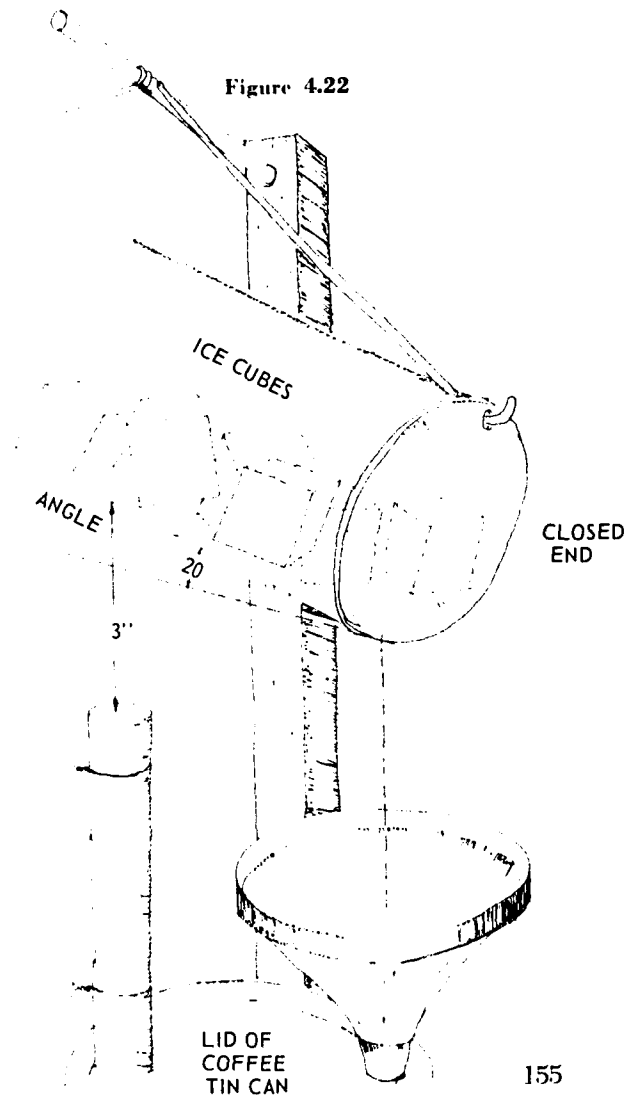 Figure 4.22
ICE CUBES
ANGLE
20
3''
CLOSED
END
LID OF
COFFEE
TIN CAN
155